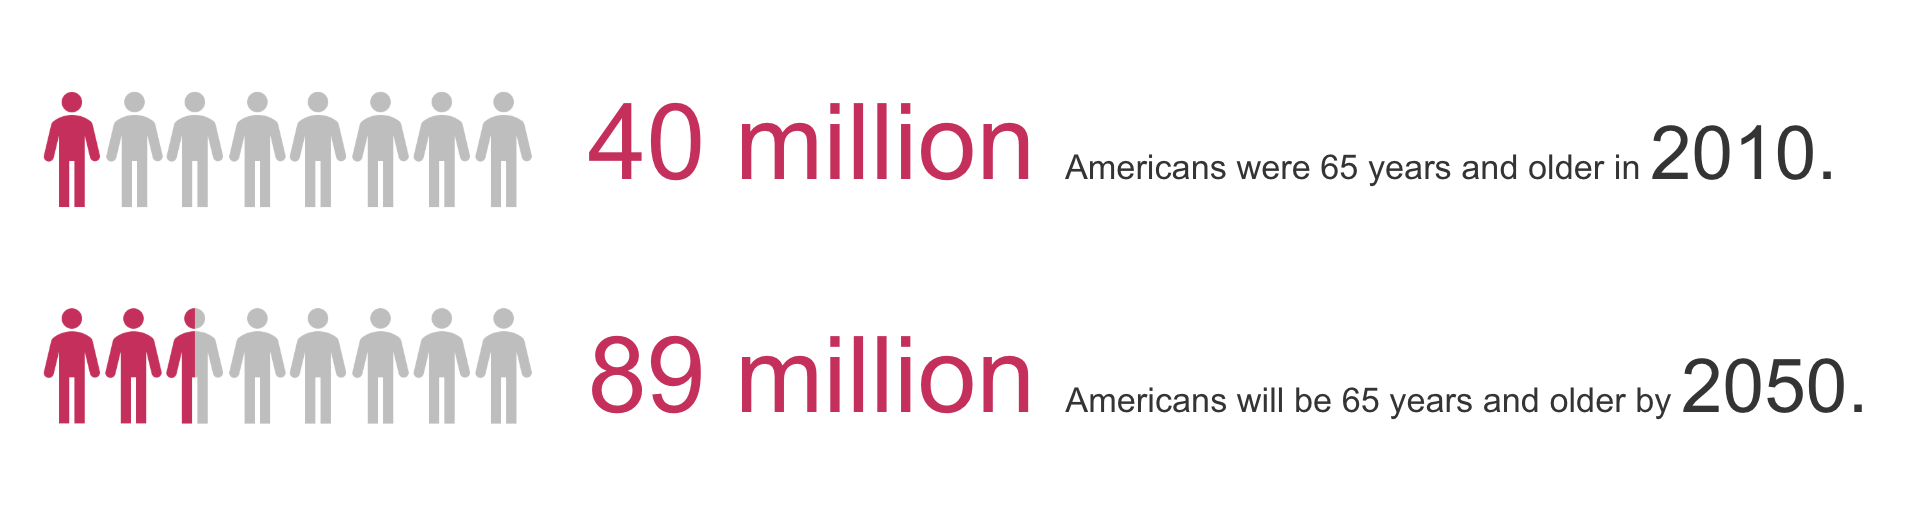 40 million Americans were 65 years and older in 2010.
89 million Americans will be 65 years and older by 2050.